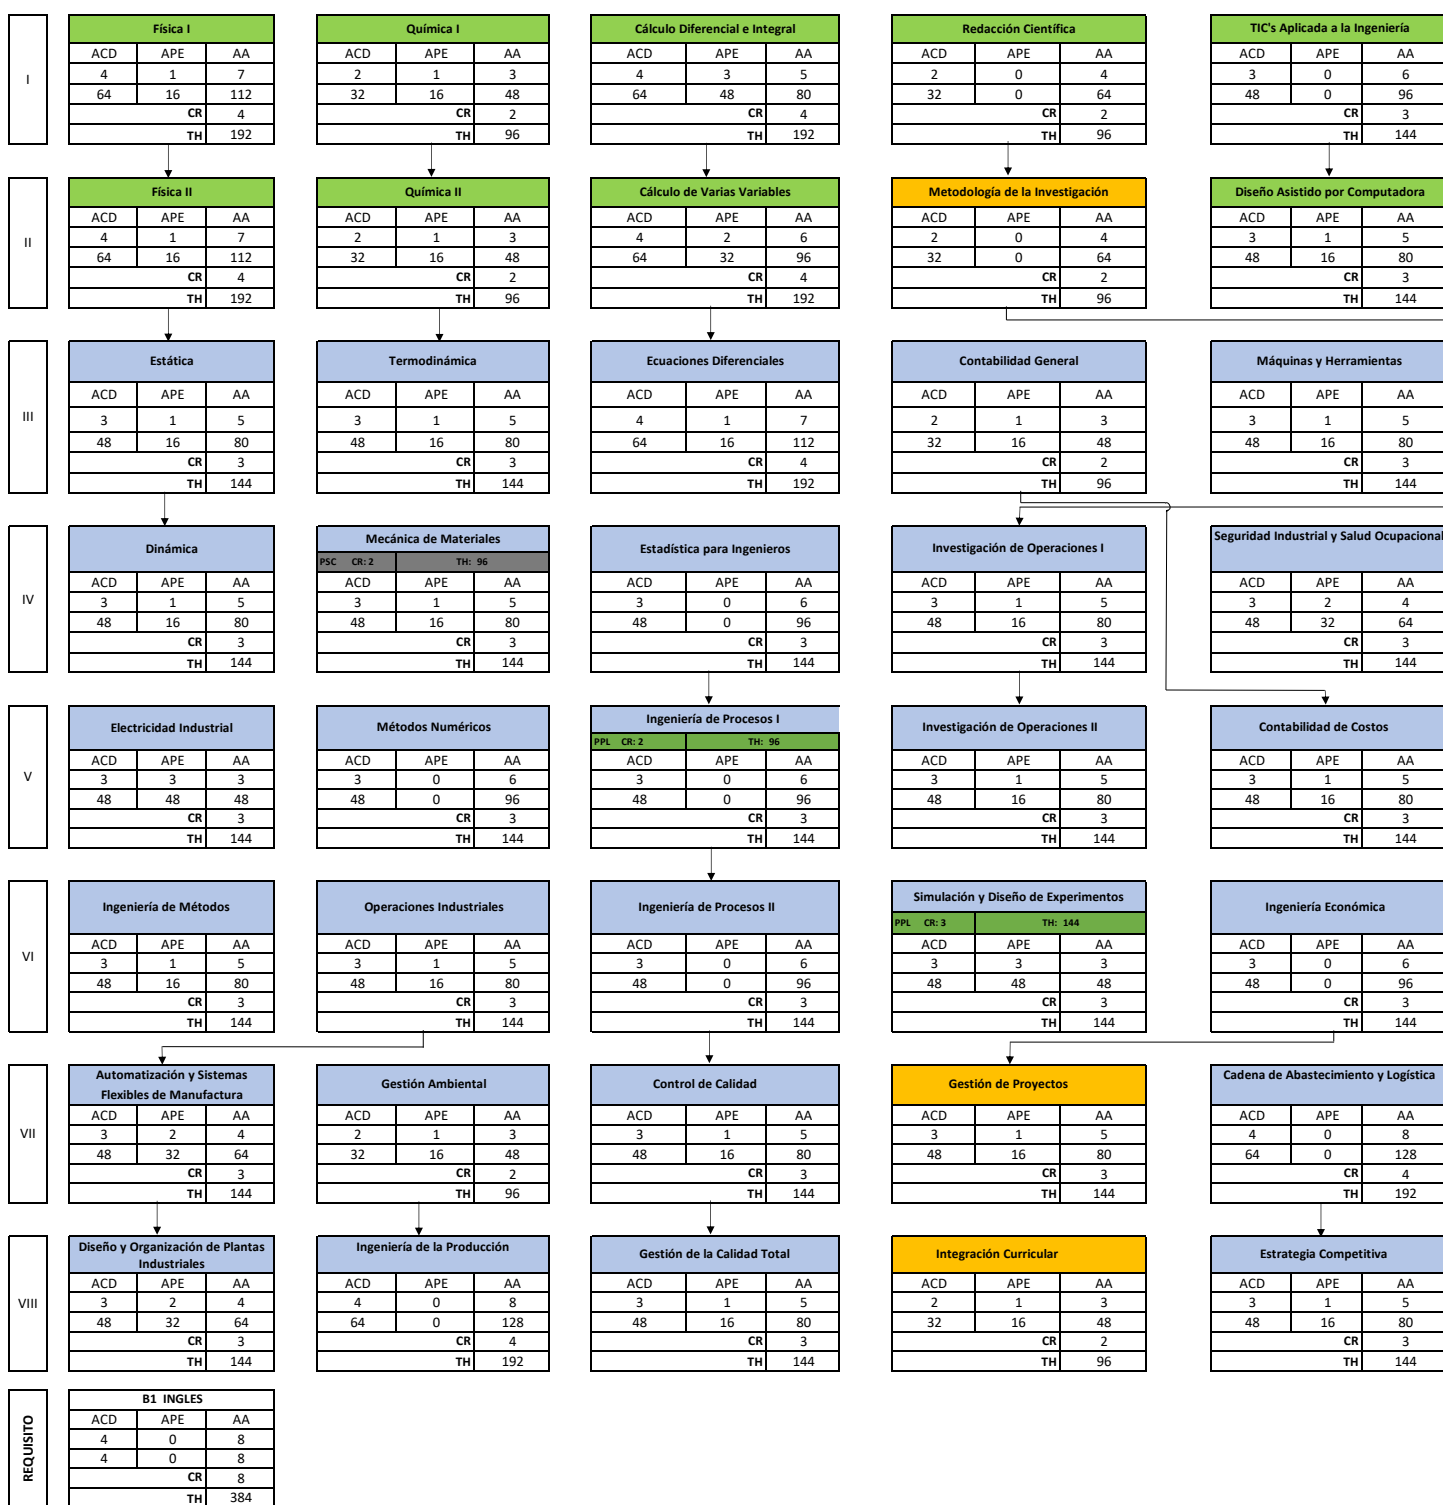 I
Física I Química I Cálculo Diferencial e Integral Redacción Científica TIC's Aplicada a la Ingeniería
ACD APE AA ACD APE AA ACD APE AA ACD APE AA ACD APE AA
4 1 7 2 1 3 4 3 5 2 0 4 3 0 6
64 16 112 32 16 48 64 48 80 32 0 64 48 0 96
CR 4 CR 2 CR 4 CR 2 CR 3
TH 192 TH 96 TH 192 TH 96 TH 144
II
Física II Química II Cálculo de Varias Variables Metodología de la Investigación Diseño Asistido por Computadora
ACD APE AA ACD APE AA ACD APE AA ACD APE AA ACD APE AA
4 1 7 2 1 3 4 2 6 2 0 4 3 1 5
64 16 112 32 16 48 64 32 96 32 0 64 48 16 80
CR 4 CR 2 CR 4 CR 2 CR 3
TH 192 TH 96 TH 192 TH 96 TH 144
III
Estática Termodinámica Ecuaciones Diferenciales Contabilidad General Máquinas y Herramientas
ACD APE AA ACD APE AA ACD APE AA ACD APE AA ACD APE AA
3 1 5 3 1 5 4 1 7 2 1 3 3 1 5
48 16 80 48 16 80 64 16 112 32 16 48 48 16 80
CR 3 CR 3 CR 4 CR 2 CR 3
TH 144 TH 144 TH 192 TH 96 TH 144
IV
Dinámica Mecánica de Materiales Estadística para Ingenieros Investigación de Operaciones I Seguridad Industrial y Salud Ocupacional
PSC CR: 2 TH: 96
ACD APE AA ACD APE AA ACD APE AA ACD APE AA ACD APE AA
3 1 5 3 1 5 3 0 6 3 1 5 3 2 4
48 16 80 48 16 80 48 0 96 48 16 80 48 32 64
CR 3 CR 3 CR 3 CR 3 CR 3
TH 144 TH 144 TH 144 TH 144 TH 144
V
Electricidad Industrial Métodos Numéricos Ingeniería de Procesos I Investigación de Operaciones II Contabilidad de Costos
PPL CR: 2 TH: 96
ACD APE AA ACD APE AA ACD APE AA ACD APE AA ACD APE AA
3 3 3 3 0 6 3 0 6 3 1 5 3 1 5
48 48 48 48 0 96 48 0 96 48 16 80 48 16 80
CR 3 CR 3 CR 3 CR 3 CR 3
TH 144 TH 144 TH 144 TH 144 TH 144
VI
Ingeniería de Métodos Operaciones Industriales Ingeniería de Procesos II Simulación y Diseño de Experimentos Ingeniería Económica
PPL CR: 3 TH: 144
ACD APE AA ACD APE AA ACD APE AA ACD APE AA ACD APE AA
3 1 5 3 1 5 3 0 6 3 3 3 3 0 6
48 16 80 48 16 80 48 0 96 48 48 48 48 0 96
CR 3 CR 3 CR 3 CR 3 CR 3
TH 144 TH 144 TH 144 TH 144 TH 144
VII
Automatización y Sistemas
Flexibles de Manufactura Gestión Ambiental Control de Calidad Gestión de Proyectos Cadena de Abastecimiento y Logística
ACD APE AA ACD APE AA ACD APE AA ACD APE AA ACD APE AA
3 2 4 2 1 3 3 1 5 3 1 5 4 0 8
48 32 64 32 16 48 48 16 80 48 16 80 64 0 128
CR 3 CR 2 CR 3 CR 3 CR 4
TH 144 TH 96 TH 144 TH 144 TH 192
VIII
Diseño y Organización de Plantas
Industriales Ingeniería de la Producción Gestión de la Calidad Total Integración Curricular Estrategia Competitiva
ACD APE AA ACD APE AA ACD APE AA ACD APE AA ACD APE AA
3 2 4 4 0 8 3 1 5 2 1 3 3 1 5
48 32 64 64 0 128 48 16 80 32 16 48 48 16 80
CR 3 CR 4 CR 3 CR 2 CR 3
TH 144 TH 192 TH 144 TH 96 TH 144
REQUISITO
B1 INGLES
ACD APE AA
4 0 8
4 0 8
CR 8
TH 384